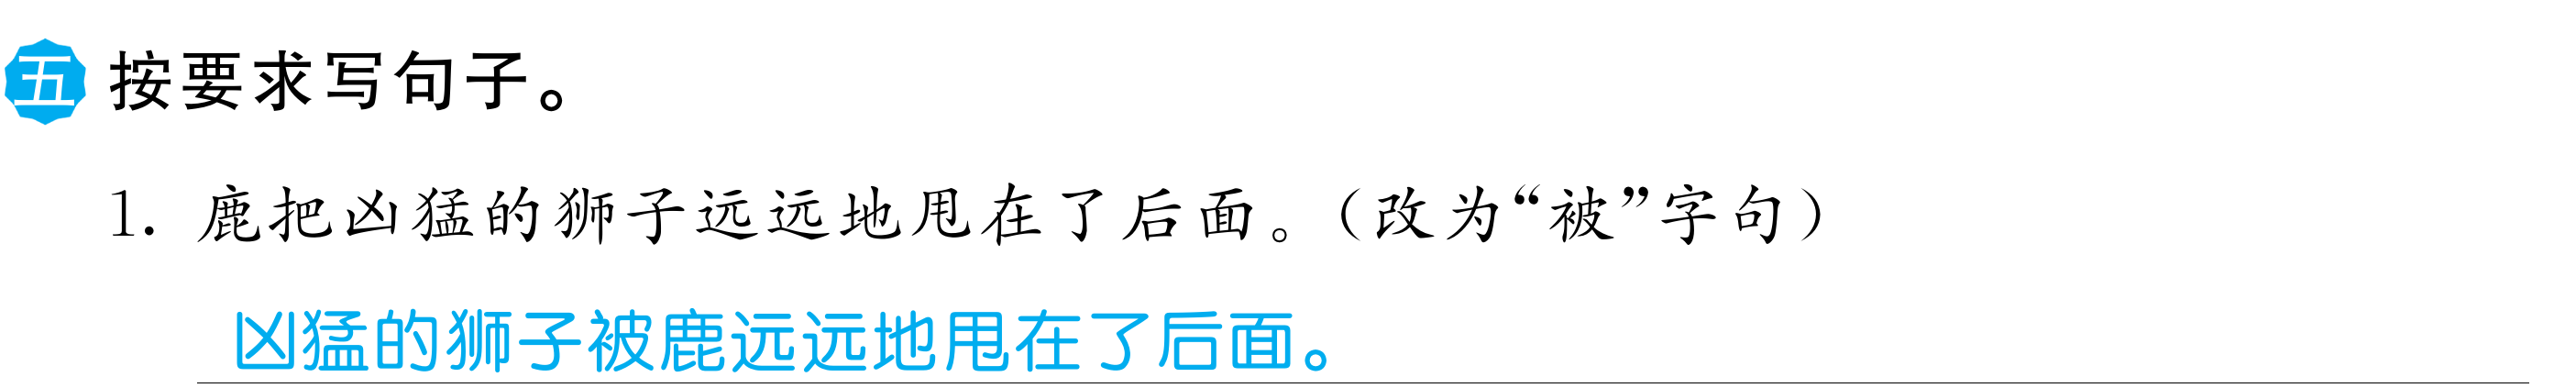 五 按要求写句子。
1. 鹿把凶猛的狮子远远地甩在了后面。(改为“被”字句)
凶猛的狮子被鹿远远地甩在了后面。